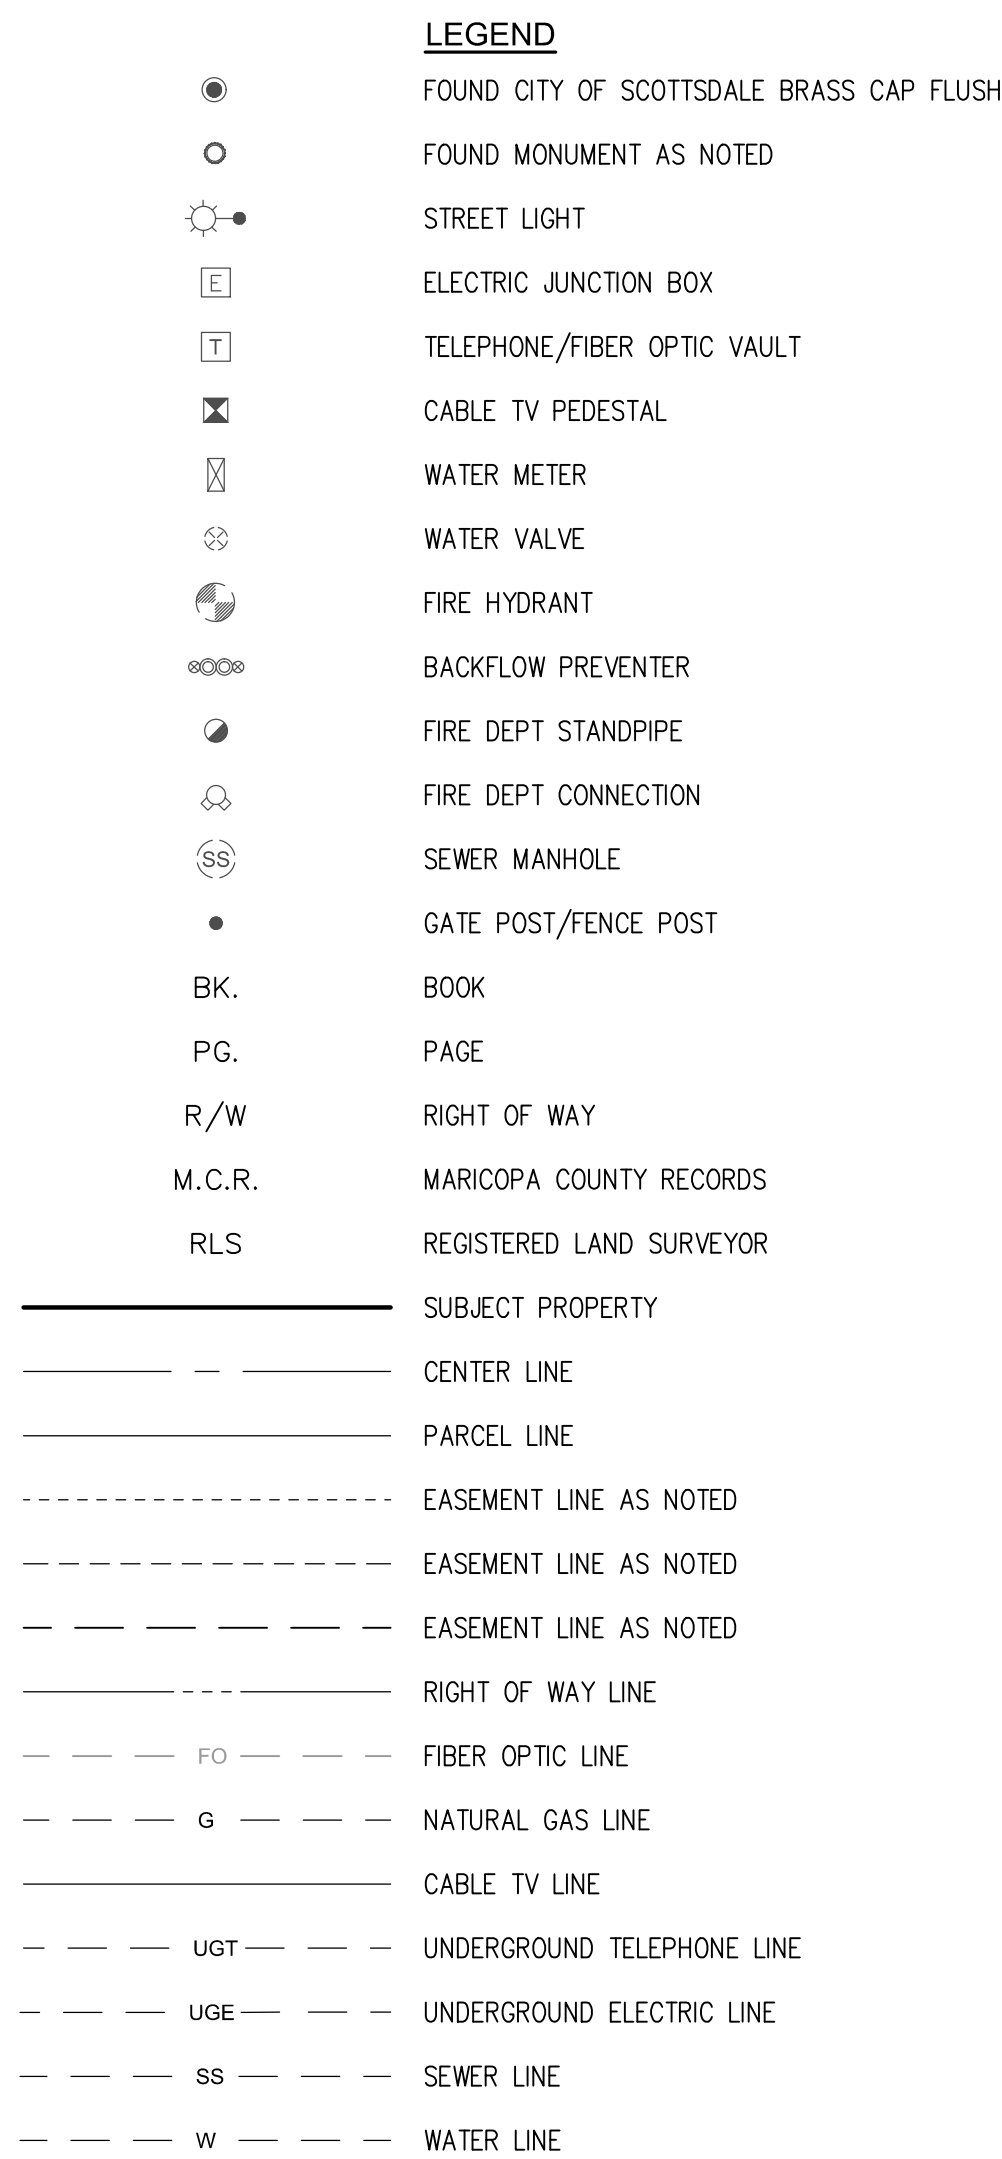 LEGEND
FOUND CITY OF SCOTTSDALE BRASS CAP FLUSH
FOUND MONUMENT AS NOTED
STREET LIGHT
E ELECTRIC JUNCTION BOX
T TELEPHONE/FIBER OPTIC VAULT
CABLE TV PEDESTAL
WATER METER
WATER VALVE
FIRE HYDRANT
BACKFLOW PREVENTER
FIRE DEPT STANDPIPE
FIRE DEPT CONNECTION
SS SEWER MANHOLE
GATE POST/FENCE POST
BK. BOOK
PG. PAGE
R/W RIGHT OF WAY
M.C.R. MARICOPA COUNTY RECORDS
RLS REGISTERED LAND SURVEYOR
SUBJECT PROPERTY
CENTER LINE
PARCEL LINE
EASEMENT LINE AS NOTED
EASEMENT LINE AS NOTED
EASEMENT LINE AS NOTED
RIGHT OF WAY LINE
FO FIBER OPTIC LINE
G NATURAL GAS LINE
CABLE TV LINE
UGT UNDERGROUND TELEPHONE LINE
UGE UNDERGROUND ELECTRIC LINE
SS SEWER LINE
W WATER LINE